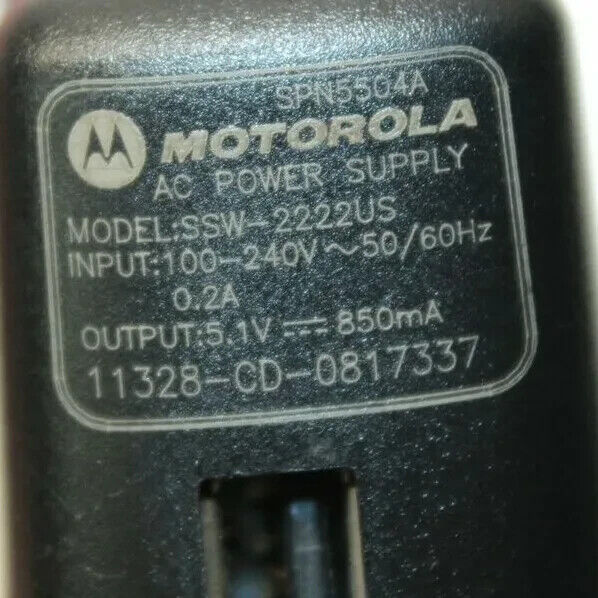 SPN5504A
MOTOROLA
AC POWER SUPPLY
MODEL:SSW-2222US
INPUT:100-240V~50/60Hz
0.2A
OUTPUT:5.1V⎓850mA
11328-CD-0817337